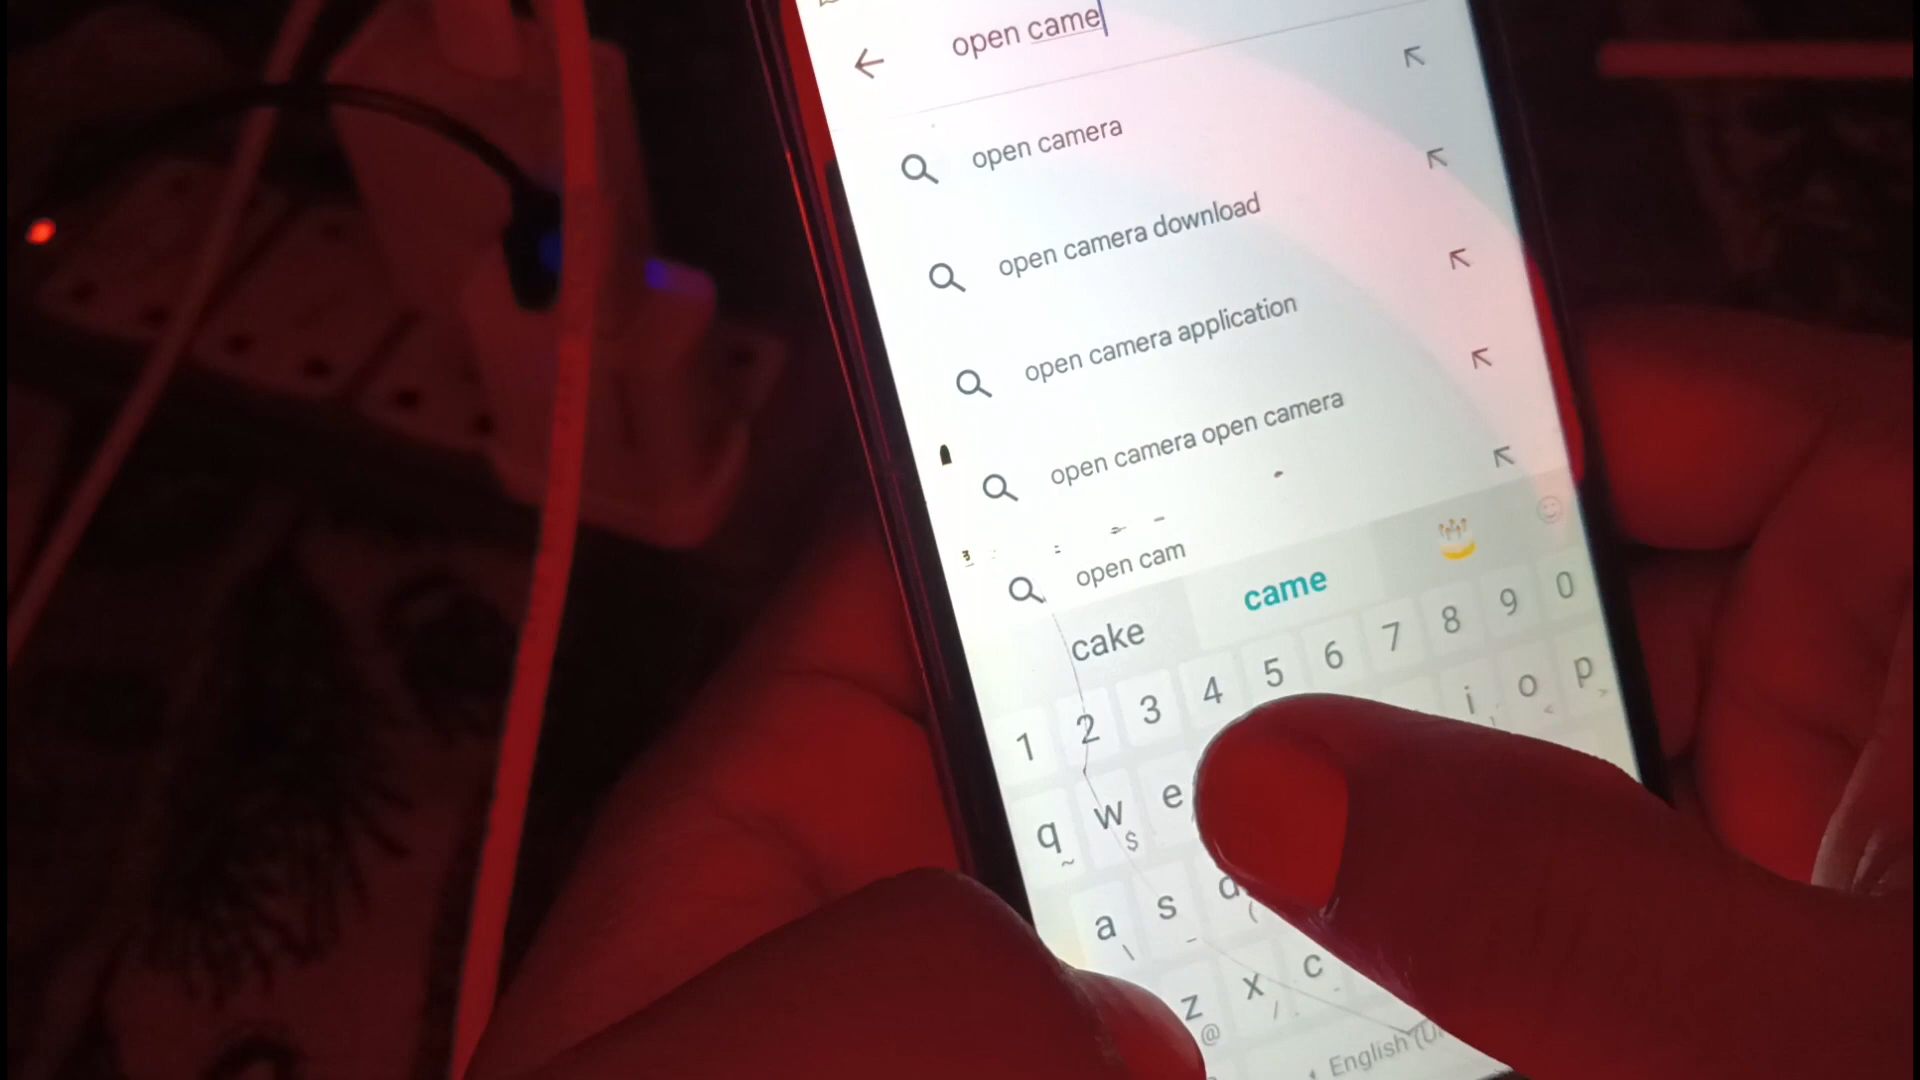 open came
open camera
open camera download
open camera application
open camera open camera
open cam
cake came
1 2 3 4 5 6 7 8 9 0
q w e i o p
~ $
a s d
\ _ (
z x c
@ / -
English (U